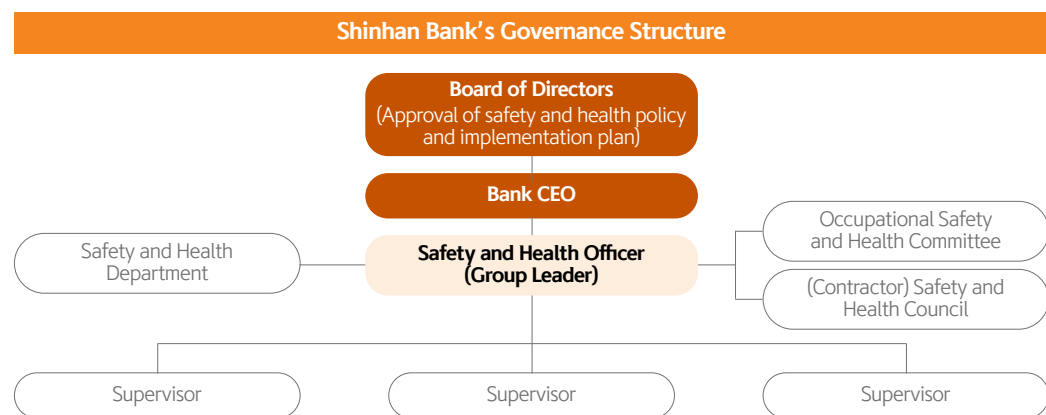 Shinhan Bank's Governance Structure
Board of Directors
(Approval of safety and health policy
and implementation plan)
Bank CEO
Safety and Health
Department
Safety and Health Officer
(Group Leader)
Occupational Safety
and Health Committee
(Contractor) Safety and
Health Council
Supervisor
Supervisor
Supervisor